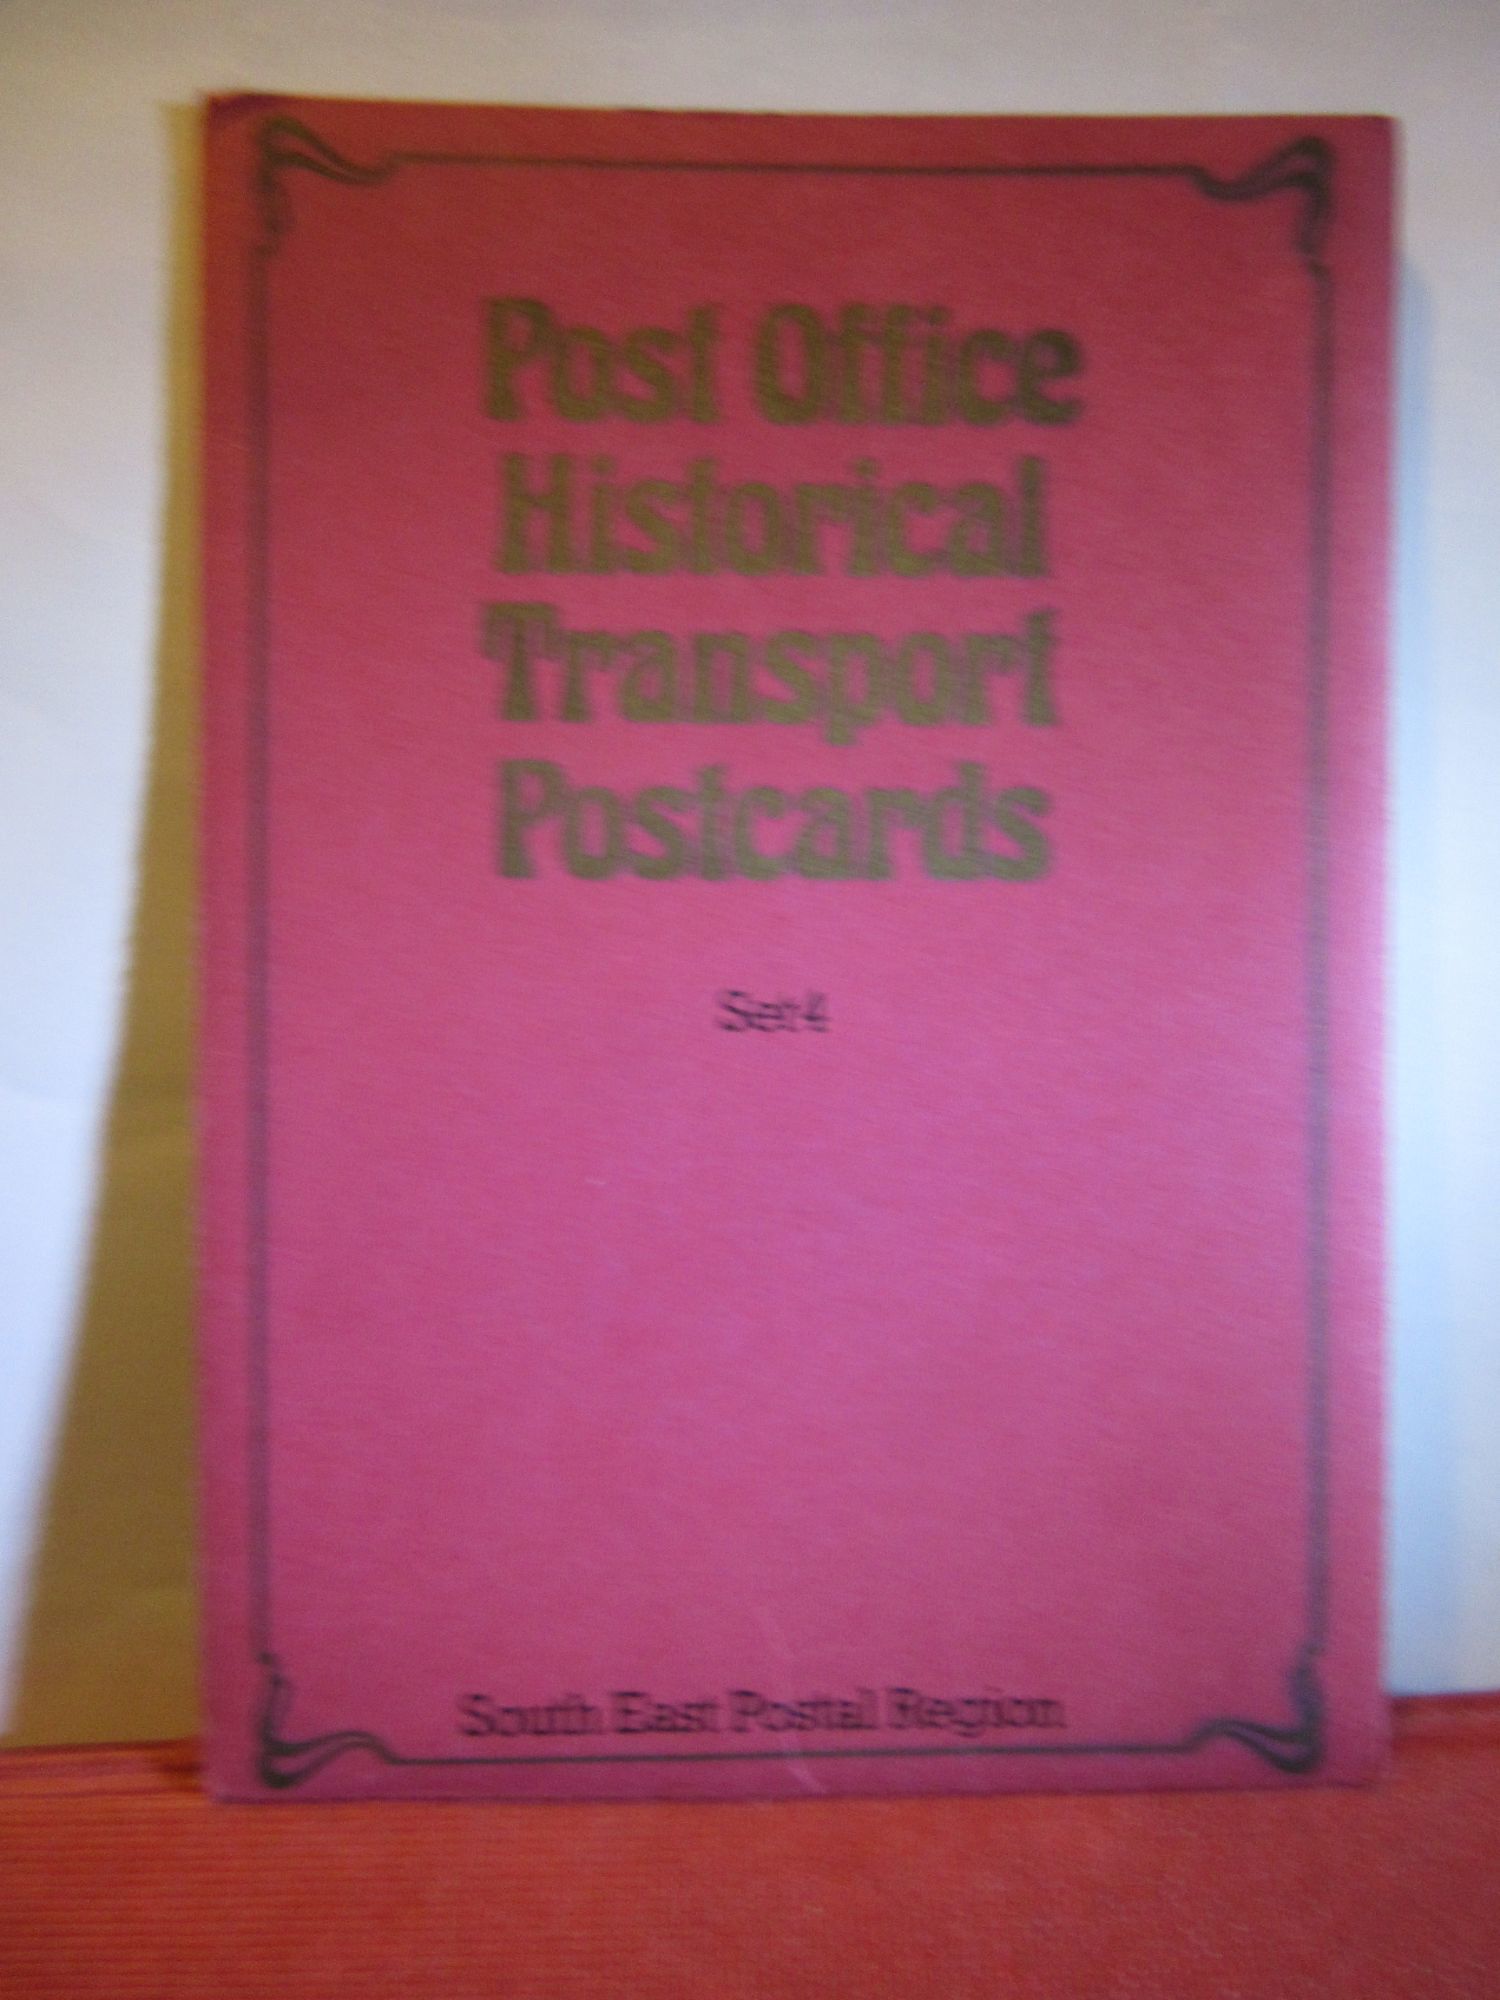 Post Office
Historical
Transport
Postcards
Set 4
South East Postal Region